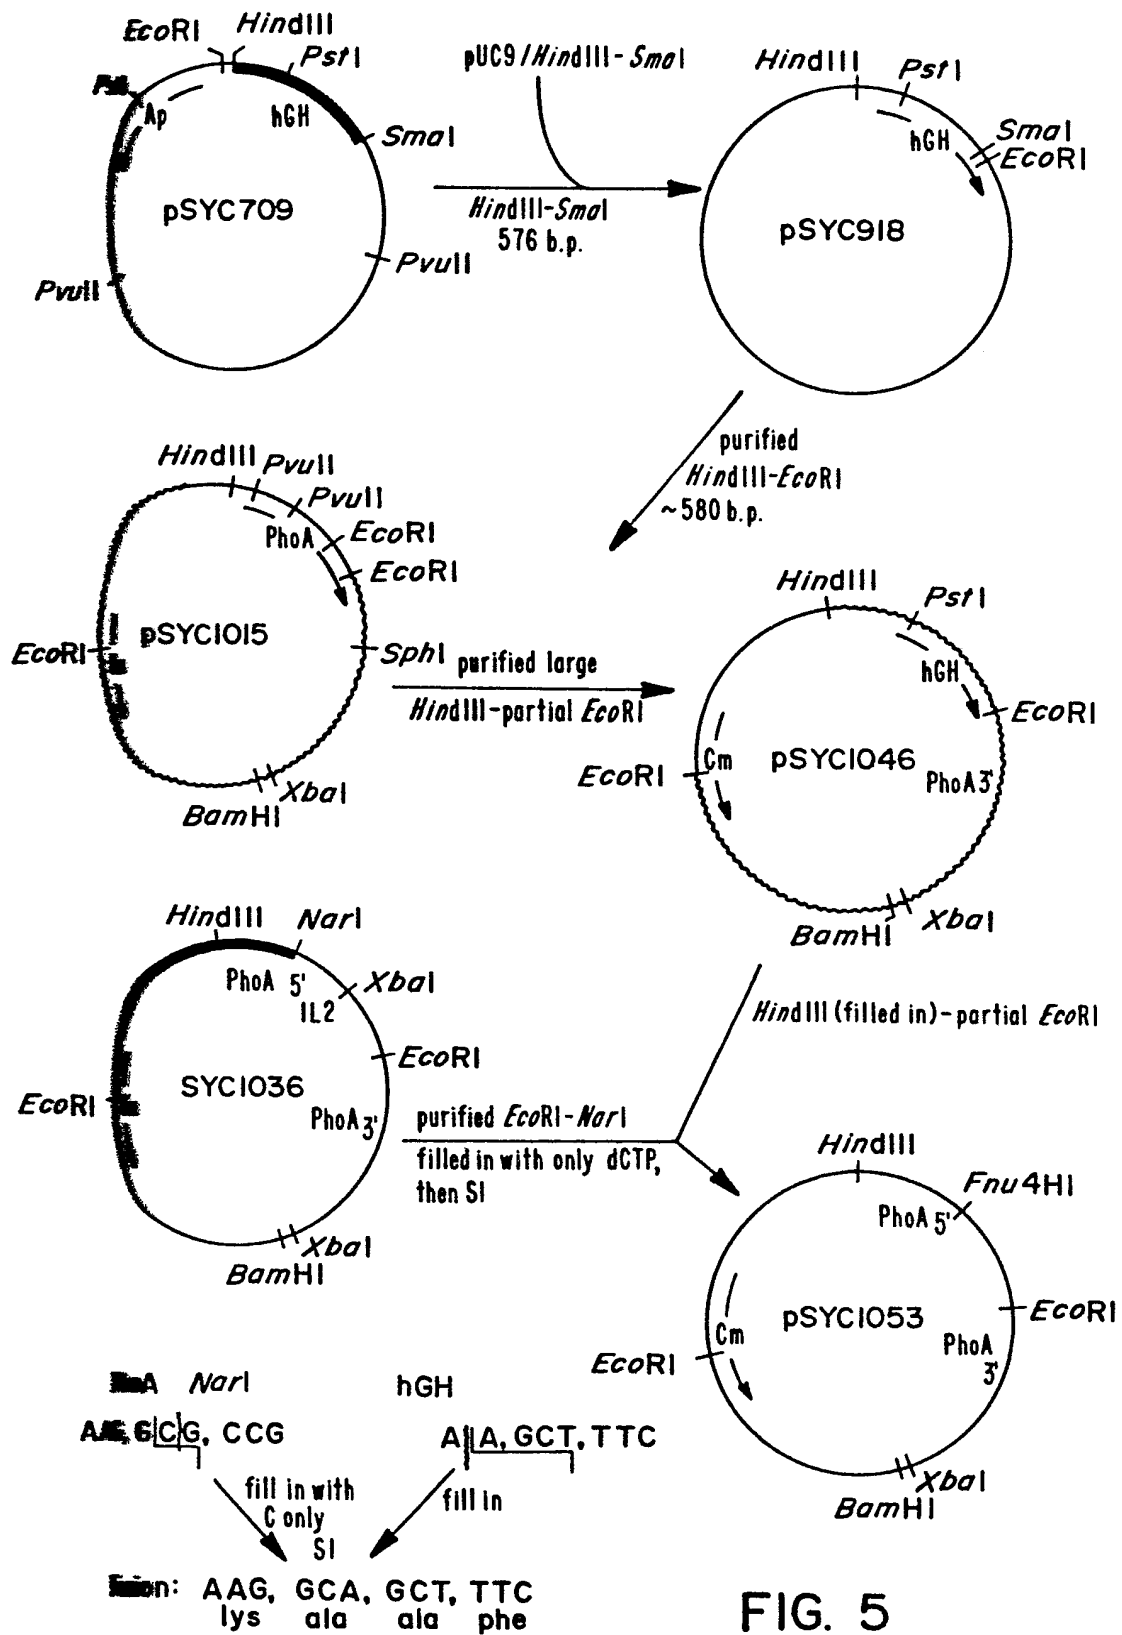 EcoRI HindIII
PstI
Ap
hGH
SmaI
pSYC709
PvuII
PvuII
pUC9/HindIII-SmaI
HindIII-SmaI
576 b.p.
HindIII
PstI
hGH
SmaI
EcoRI
pSYC918
purified
HindIII-EcoRI
~580 b.p.
HindIII PvuII
PvuII
PhoA
EcoRI
EcoRI
pSYC1015
EcoRI
SphI
XbaI
BamHI
purified large
HindIII-partial EcoRI
HindIII
PstI
hGH
EcoRI
Cm
pSYC1046
EcoRI
PhoA3'
XbaI
BamHI
HindIII NarI
PhoA 5'
IL2
XbaI
EcoRI
SYC1036
EcoRI
PhoA3'
XbaI
BamHI
HindIII (filled in)-partial EcoRI
purified EcoRI-NarI
filled in with only dCTP,
then SI
HindIII
Fnu4HI
PhoA 5'
EcoRI
pSYC1053
Cm
PhoA
3'
EcoRI
XbaI
BamHI
NarI
hGH
CG, CCG
A A, GCT, TTC
fill in with
C only
SI
fill in
AAG, GCA, GCT, TTC
lys ala ala phe
FIG. 5